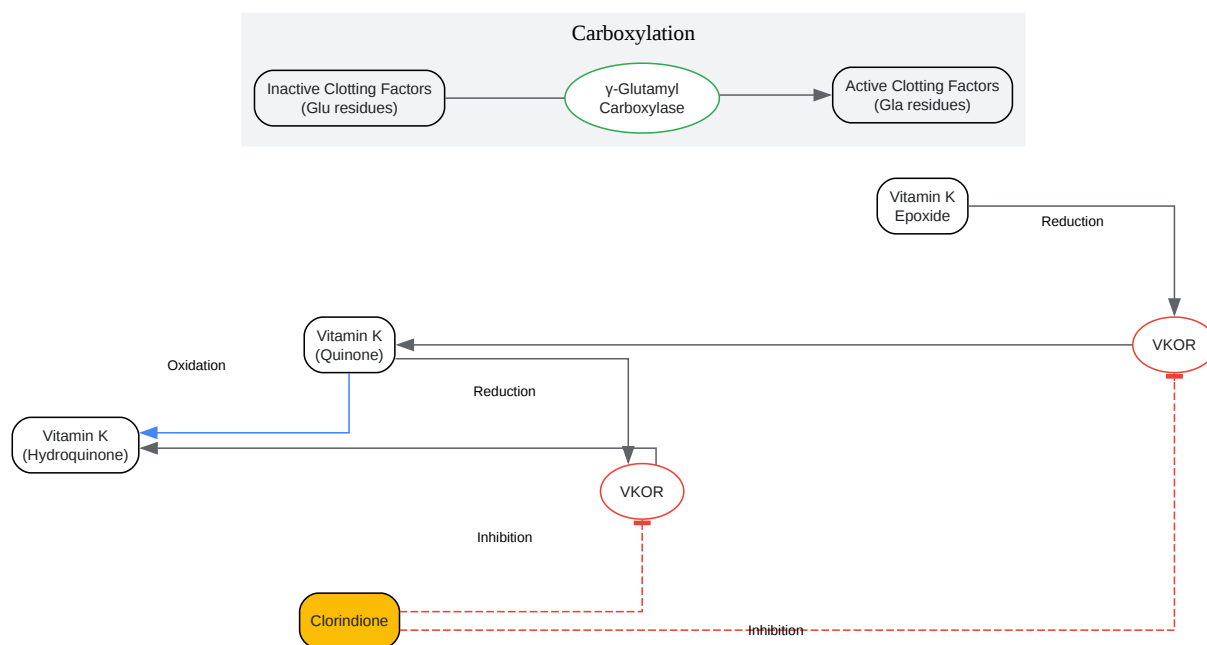 Carboxylation
Inactive Clotting Factors
(Glu residues)
γ-Glutamyl
Carboxylase
Active Clotting Factors
(Gla residues)
Vitamin K
Epoxide
Reduction
Vitamin K
(Quinone)
VKOR
Oxidation
Reduction
Vitamin K
(Hydroquinone)
VKOR
Inhibition
Clorindione
Inhibition